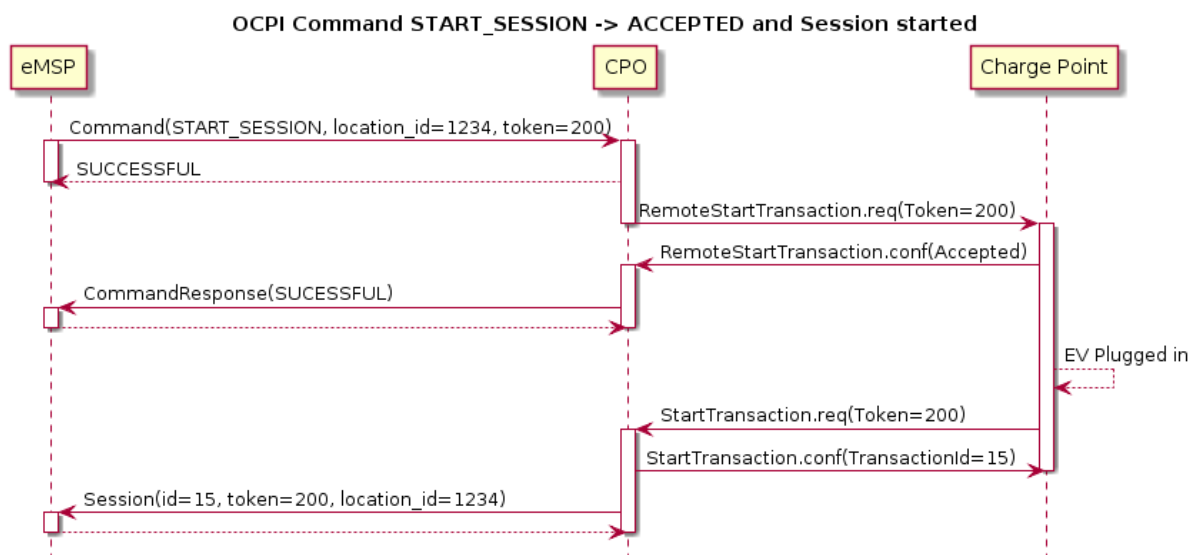 OCPI Command START_SESSION -> ACCEPTED and Session started
eMSP
CPO
Charge Point
Command(START_SESSION, location_id=1234, token=200)
SUCCESSFUL
RemoteStartTransaction.req(Token=200)
RemoteStartTransaction.conf(Accepted)
CommandResponse(SUCESSFUL)
EV Plugged in
StartTransaction.req(Token=200)
StartTransaction.conf(TransactionId=15)
Session(id=15, token=200, location_id=1234)